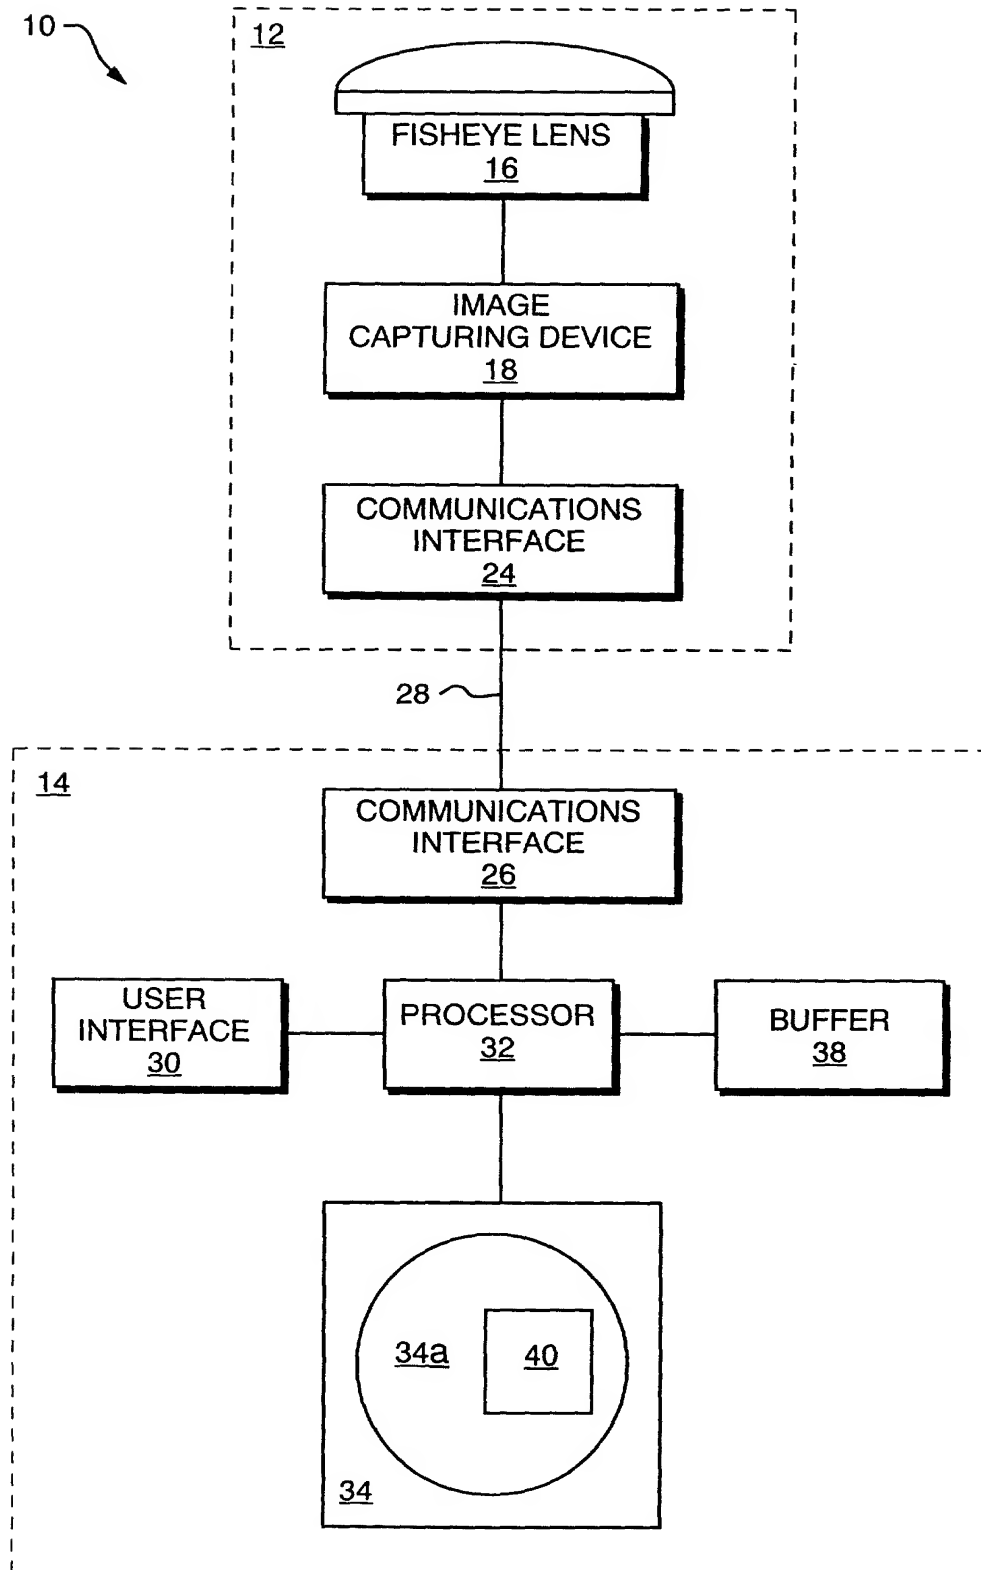 10
12
FISHEYE LENS
16
IMAGE
CAPTURING DEVICE
18
COMMUNICATIONS
INTERFACE
24
28
14
COMMUNICATIONS
INTERFACE
26
USER
INTERFACE
30
PROCESSOR
32
BUFFER
38
34a
40
34